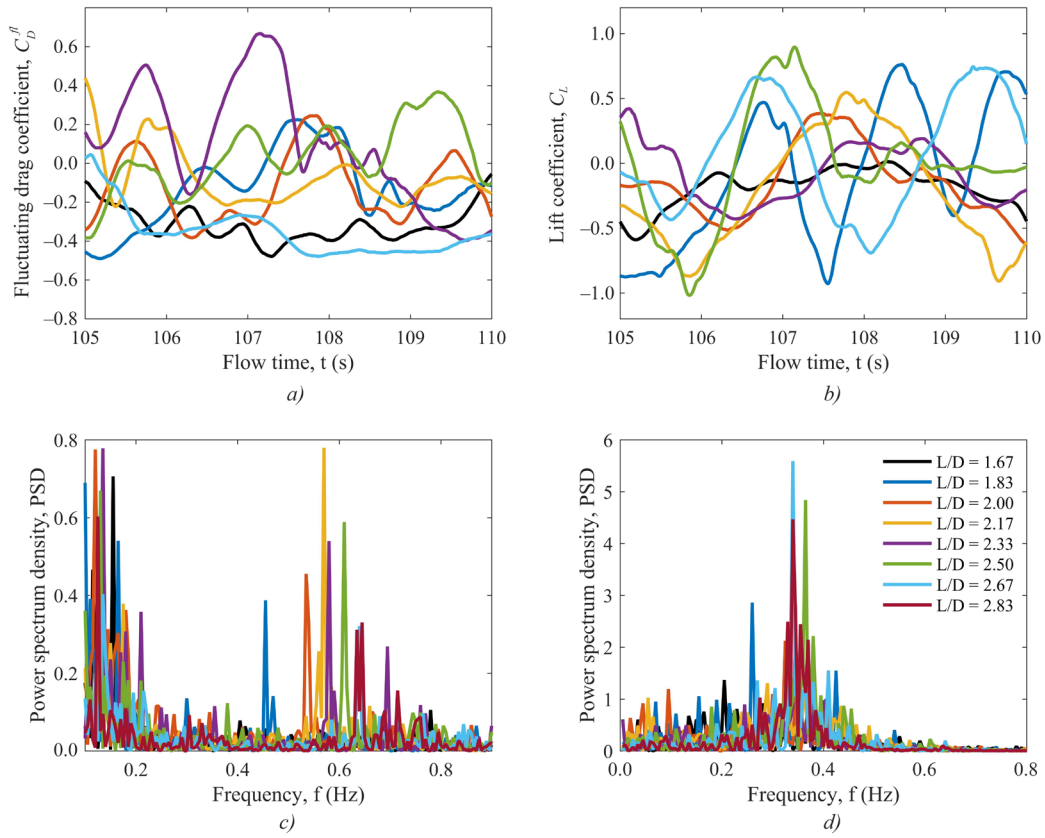 0.6
0.4
0.2
0.0
–0.2
–0.4
–0.6
–0.8
Fluctuating drag coefficient, C_D^fl
105 106 107 108 109 110
Flow time, t (s)
a)
1.0
0.5
0.0
–0.5
–1.0
Lift coefficient, C_L
105 106 107 108 109 110
Flow time, t (s)
b)
0.8
0.6
0.4
0.2
0.0
Power spectrum density, PSD
0.2 0.4 0.6 0.8
Frequency, f (Hz)
c)
6
5
4
3
2
1
0
Power spectrum density, PSD
L/D = 1.67
L/D = 1.83
L/D = 2.00
L/D = 2.17
L/D = 2.33
L/D = 2.50
L/D = 2.67
L/D = 2.83
0.0 0.2 0.4 0.6 0.8
Frequency, f (Hz)
d)